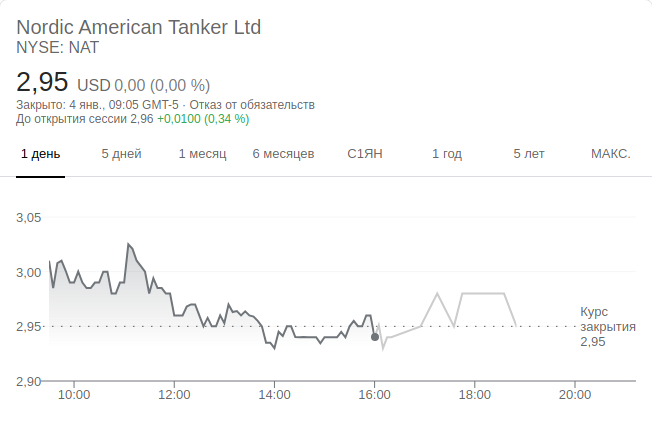 Nordic American Tanker Ltd
NYSE: NAT
2,95 USD 0,00 (0,00 %)
Закрыто: 4 янв., 09:05 GMT-5 · Отказ от обязательств
До открытия сессии 2,96 +0,0100 (0,34 %)
1 день 5 дней 1 месяц 6 месяцев С1ЯН 1 год 5 лет МАКС.
3,05
3,00
2,95
2,90
Курс
закрытия
2,95
10:00 12:00 14:00 16:00 18:00 20:00